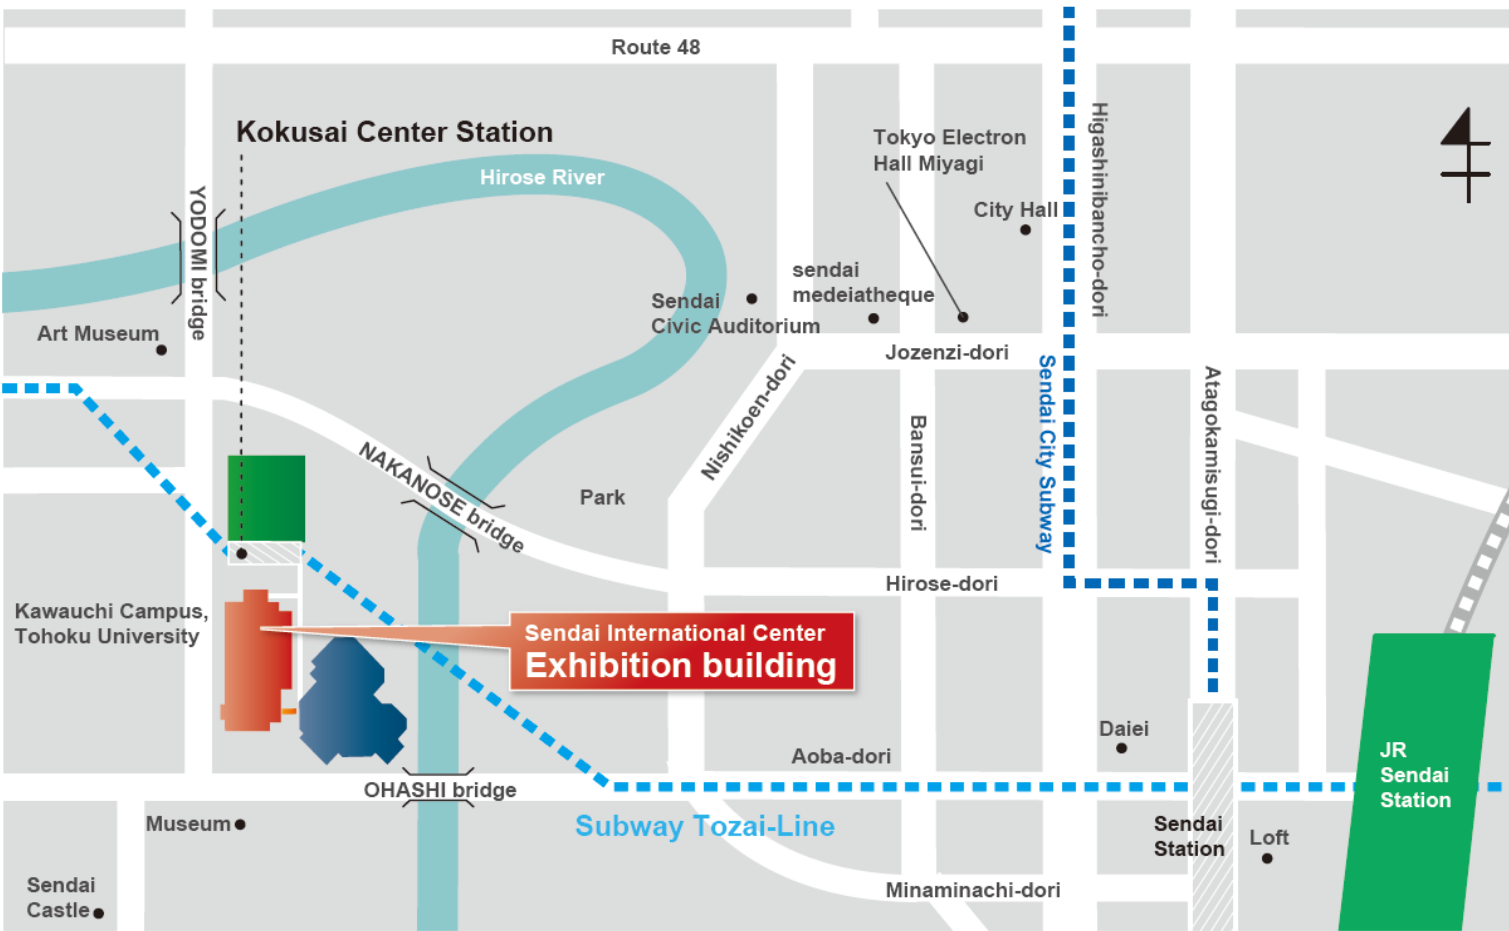 Route 48
Kokusai Center Station
Hirose River
Tokyo Electron
Hall Miyagi
City Hall
Higashinibancho-dori
YODOMI bridge
sendai
medeiatheque
Sendai
Civic Auditorium
Art Museum
Jozenzi-dori
Nishikoen-dori
Sendai City Subway
Atagokamisugi-dori
Bansui-dori
NAKANOSE bridge
Park
Hirose-dori
Kawauchi Campus,
Tohoku University
Sendai International Center
Exhibition building
Daiei
Aoba-dori
JR
Sendai
Station
OHASHI bridge
Museum
Subway Tozai-Line
Sendai
Station
Loft
Sendai
Castle
Minaminachi-dori